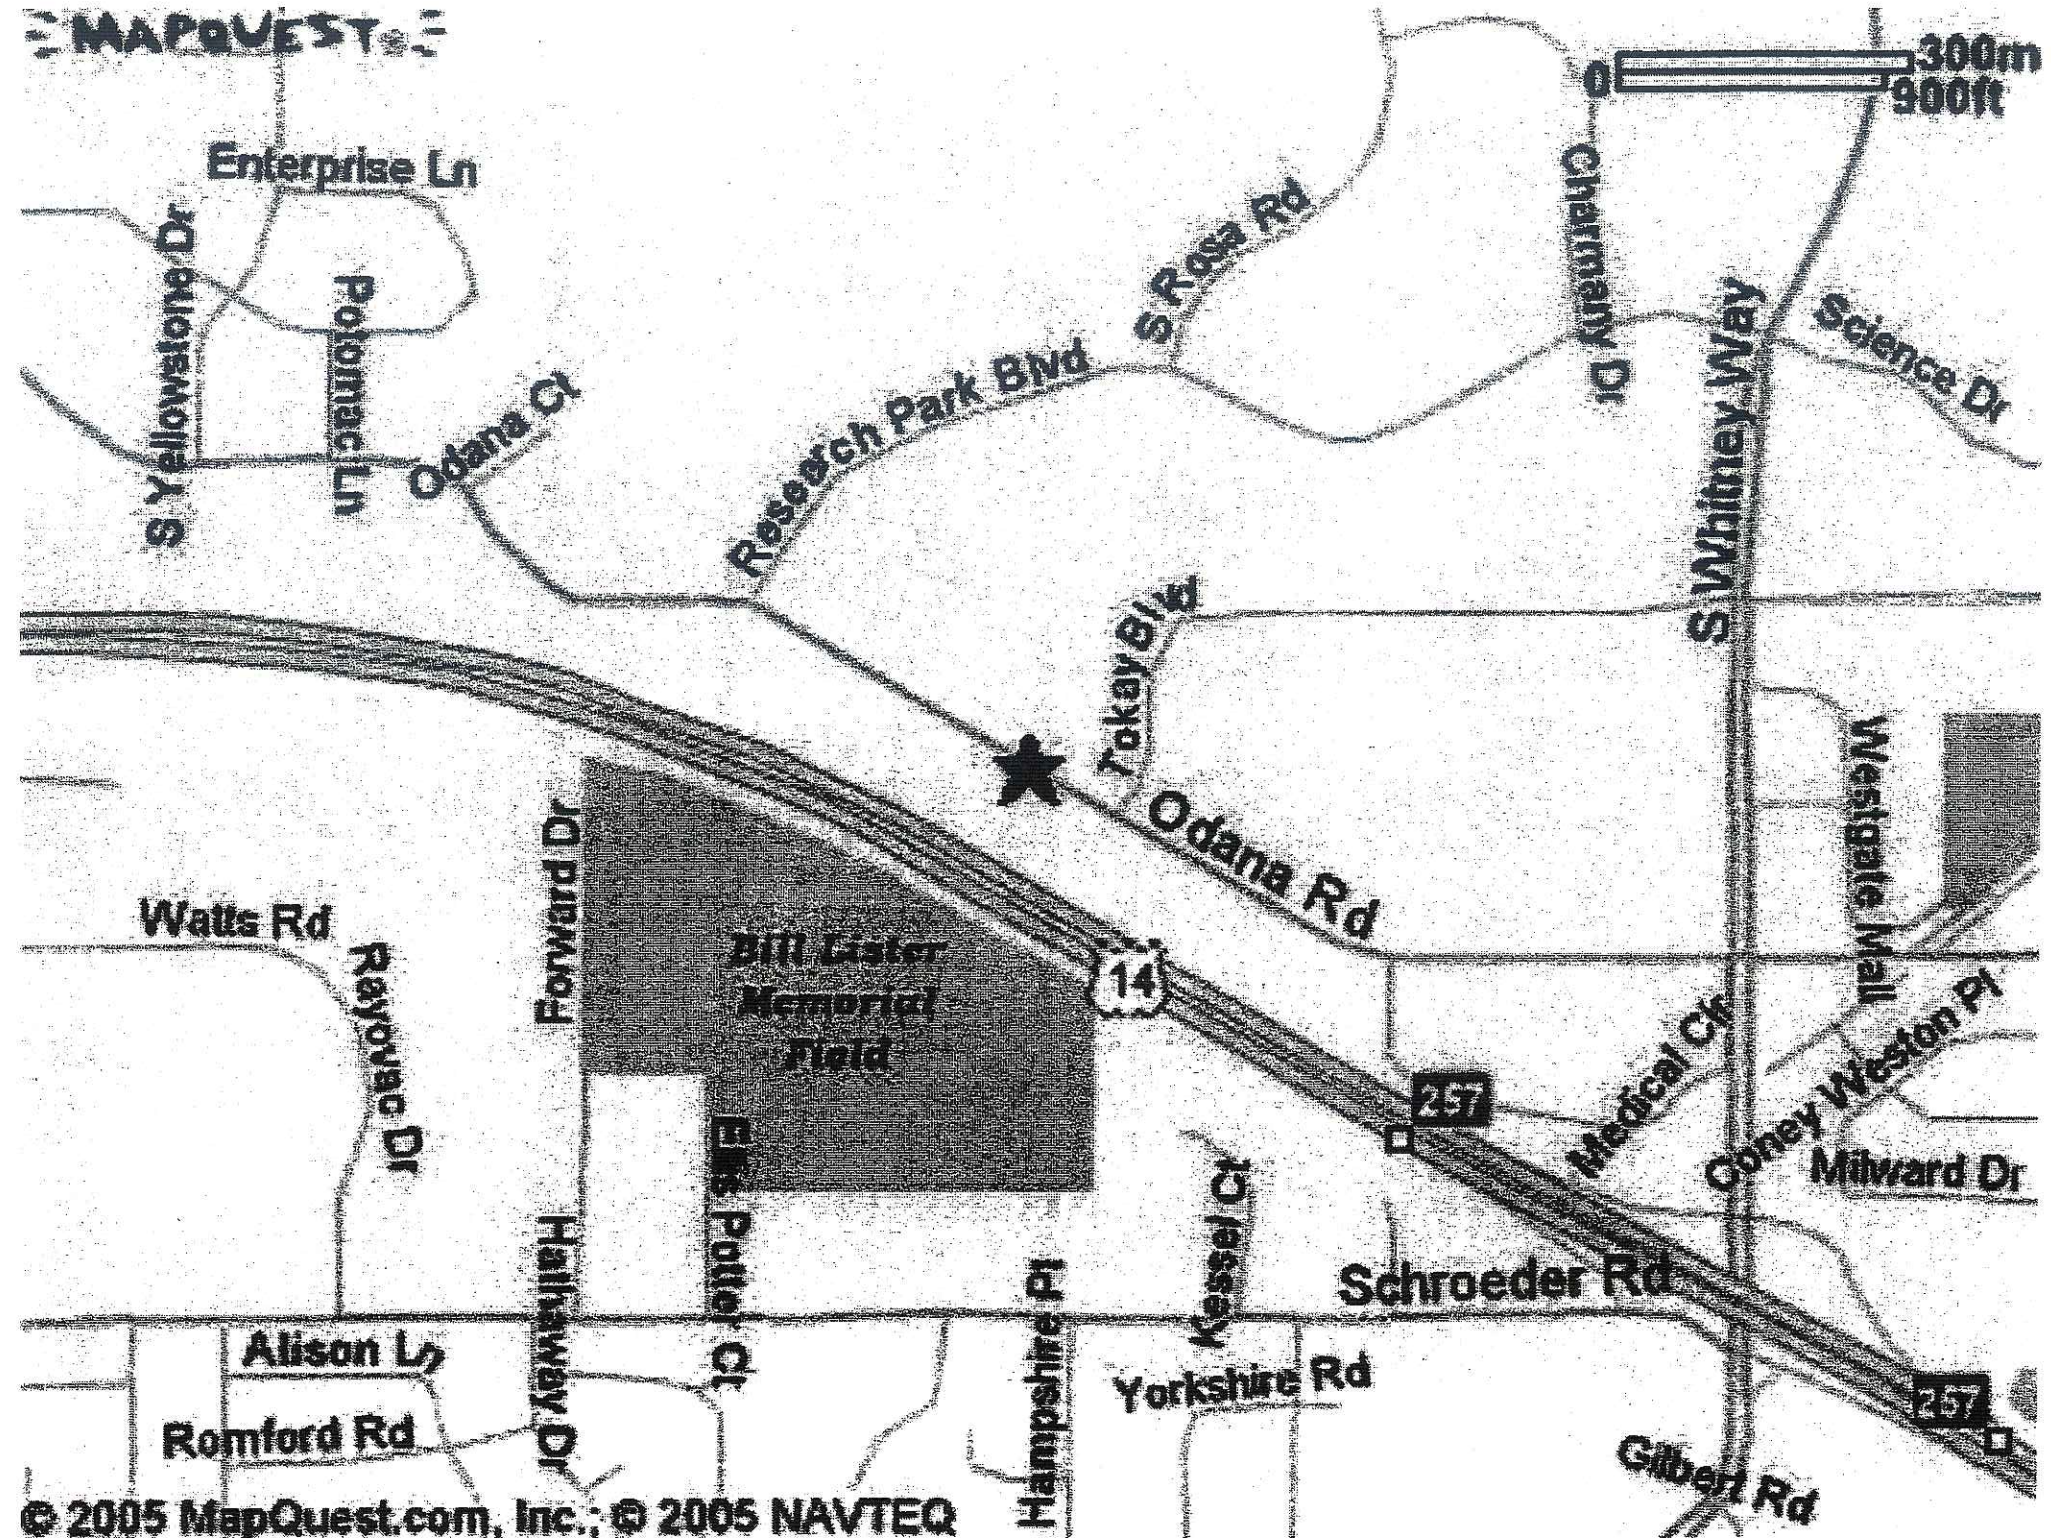 MAPQUEST
300m
0
900ft
Enterprise Ln
S Yellowstone Dr
Potomac Ln
Odana Ct
Research Park Blvd
S Rosa Rd
Charmany Dr
S Whitney Way
Science Dr
Tokay Blvd
Odana Rd
Westgate Mall
Forward Dr
Watts Rd
Rayovac Dr
Bill Lister
Memorial
Field
14
257
Medical Cir
Coney Weston Pl
Milward Dr
Ellis Potter Ct
Hathaway Dr
Hampshire Pl
Kessel Ct
Schroeder Rd
Alison Ln
Romford Rd
Yorkshire Rd
257
Gilbert Rd
© 2005 MapQuest.com, Inc.; © 2005 NAVTEQ